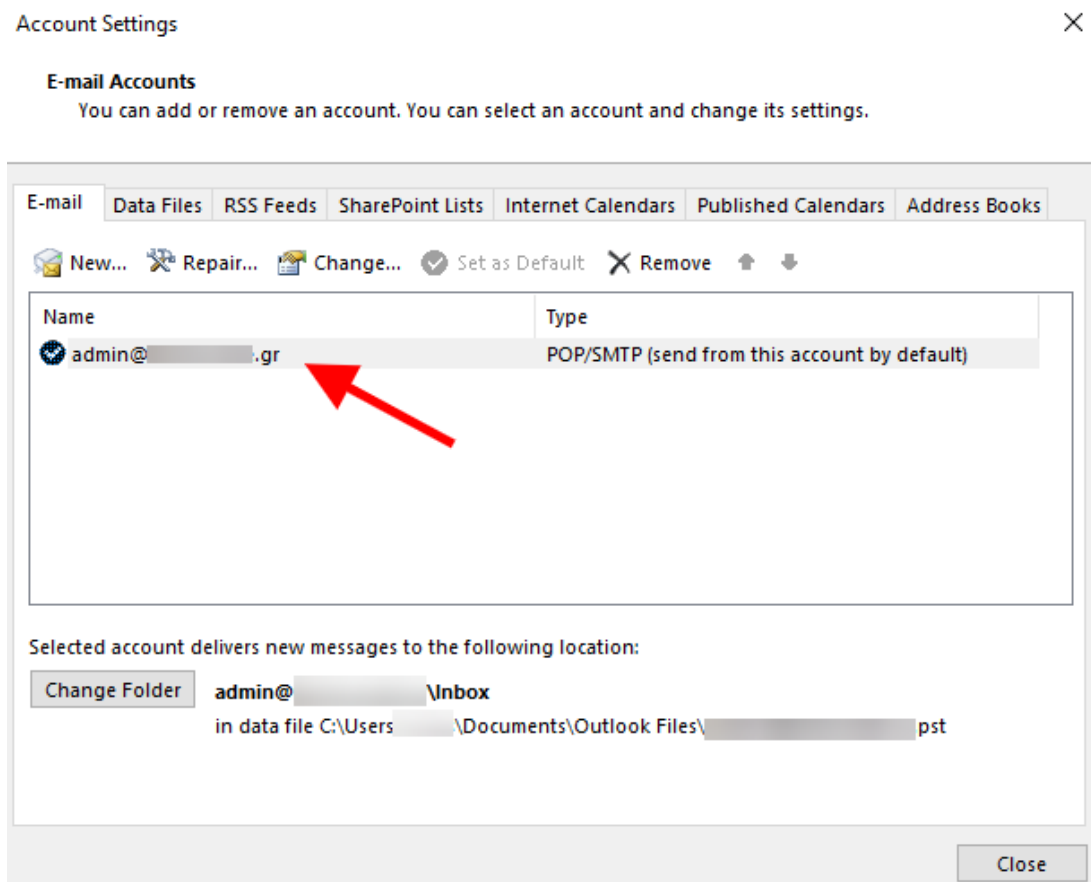 Account Settings
E-mail Accounts
You can add or remove an account. You can select an account and change its settings.
E-mail Data Files RSS Feeds SharePoint Lists Internet Calendars Published Calendars Address Books
New... Repair... Change... Set as Default Remove
Name Type
admin@ .gr POP/SMTP (send from this account by default)
Selected account delivers new messages to the following location:
Change Folder admin@ \Inbox
in data file C:\Users \Documents\Outlook Files\ pst
Close